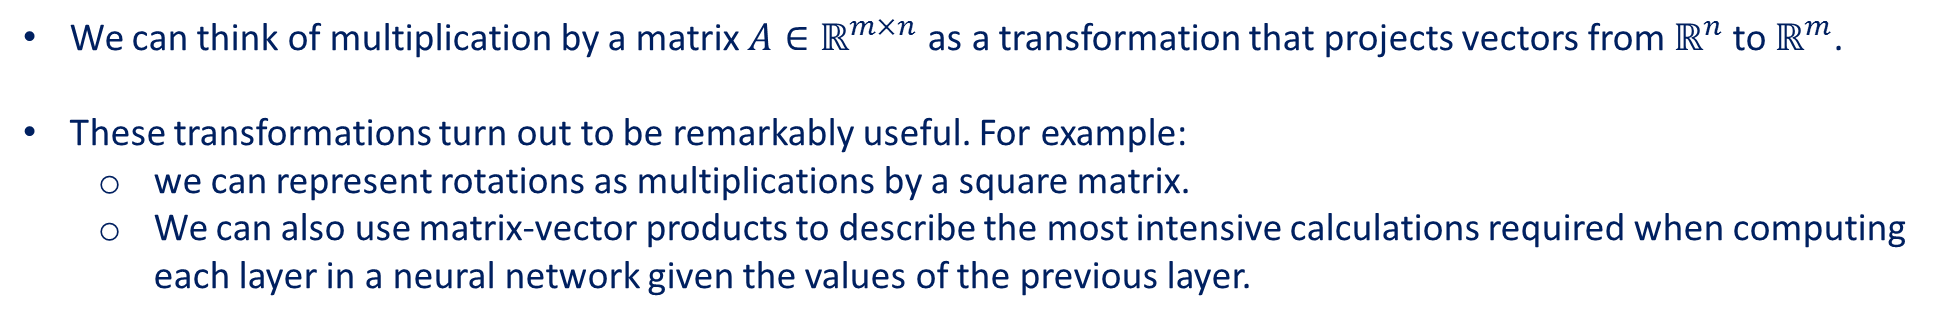 • We can think of multiplication by a matrix A ∈ ℝᵐˣⁿ as a transformation that projects vectors from ℝⁿ to ℝᵐ.
• These transformations turn out to be remarkably useful. For example:
o we can represent rotations as multiplications by a square matrix.
o We can also use matrix-vector products to describe the most intensive calculations required when computing
each layer in a neural network given the values of the previous layer.